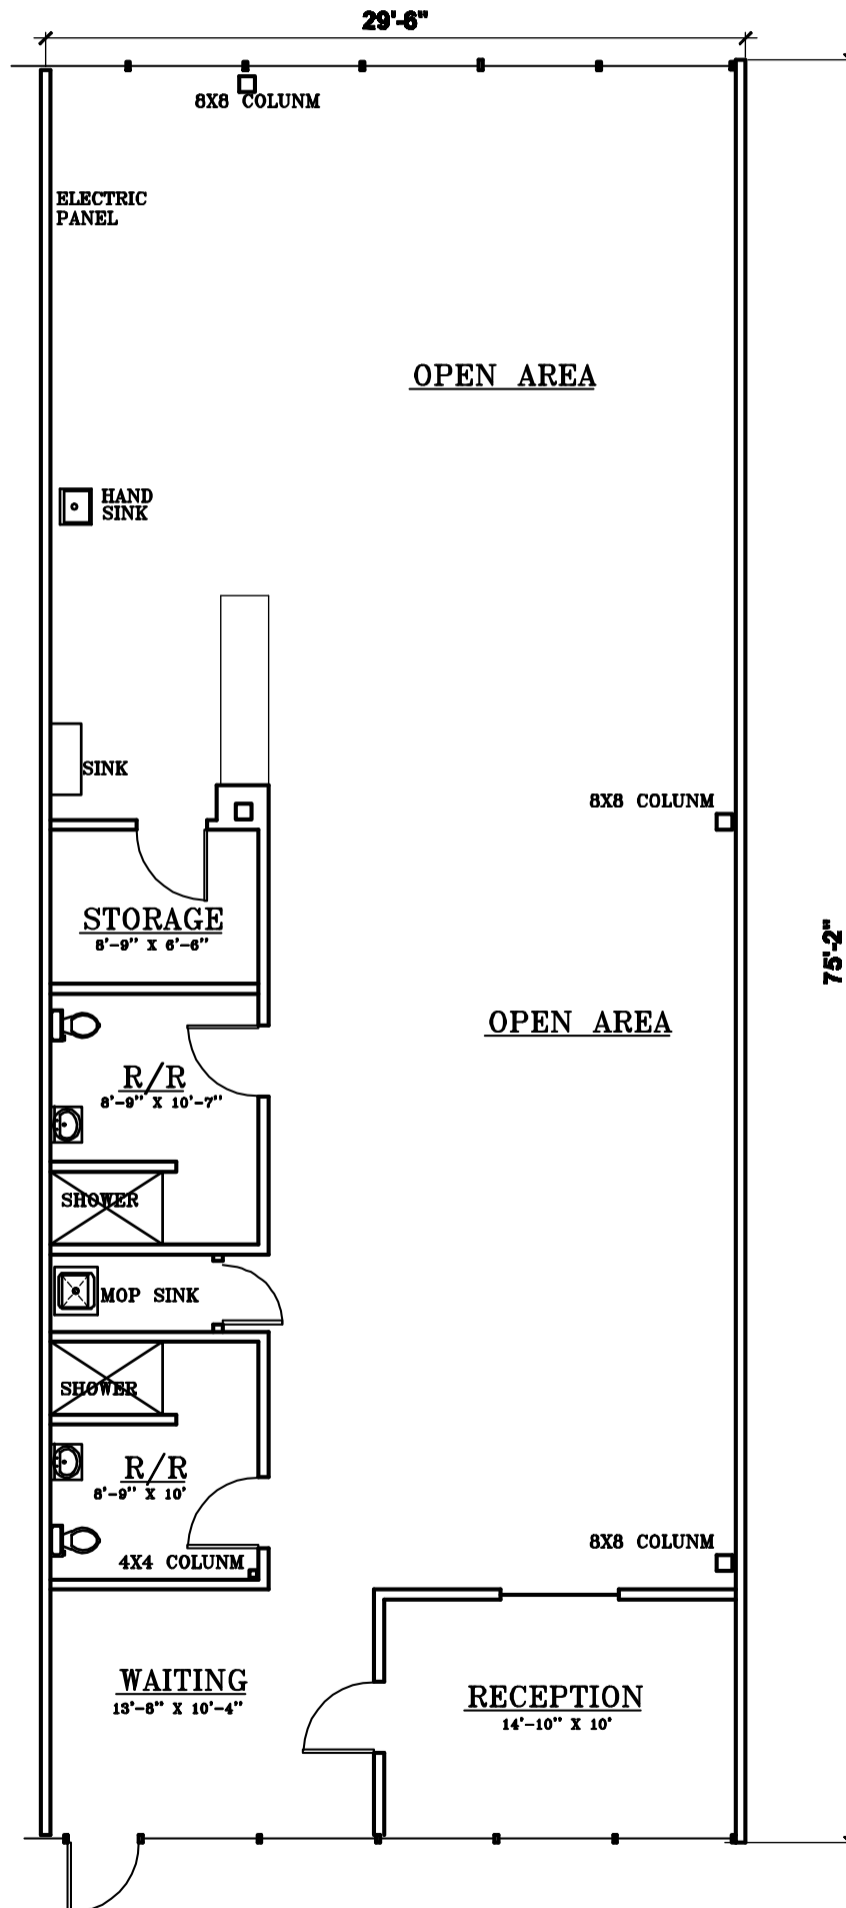 29'-6"
8X8 COLUNM
ELECTRIC
PANEL
OPEN AREA
HAND
SINK
SINK
8X8 COLUNM
STORAGE
8'-9" X 6'-6"
75'-2"
OPEN AREA
R/R
8'-9" X 10'-7"
SHOWER
MOP SINK
SHOWER
R/R
8'-9" X 10'
8X8 COLUNM
4X4 COLUNM
WAITING
13'-8" X 10'-4"
RECEPTION
14'-10" X 10'